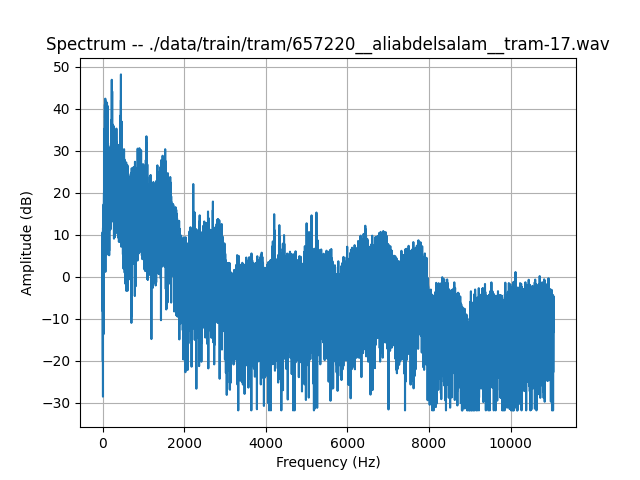 Spectrum -- ./data/train/tram/657220__aliabdelsalam__tram-17.wav
50
40
30
20
10
0
−10
−20
−30
Amplitude (dB)
0 2000 4000 6000 8000 10000
Frequency (Hz)